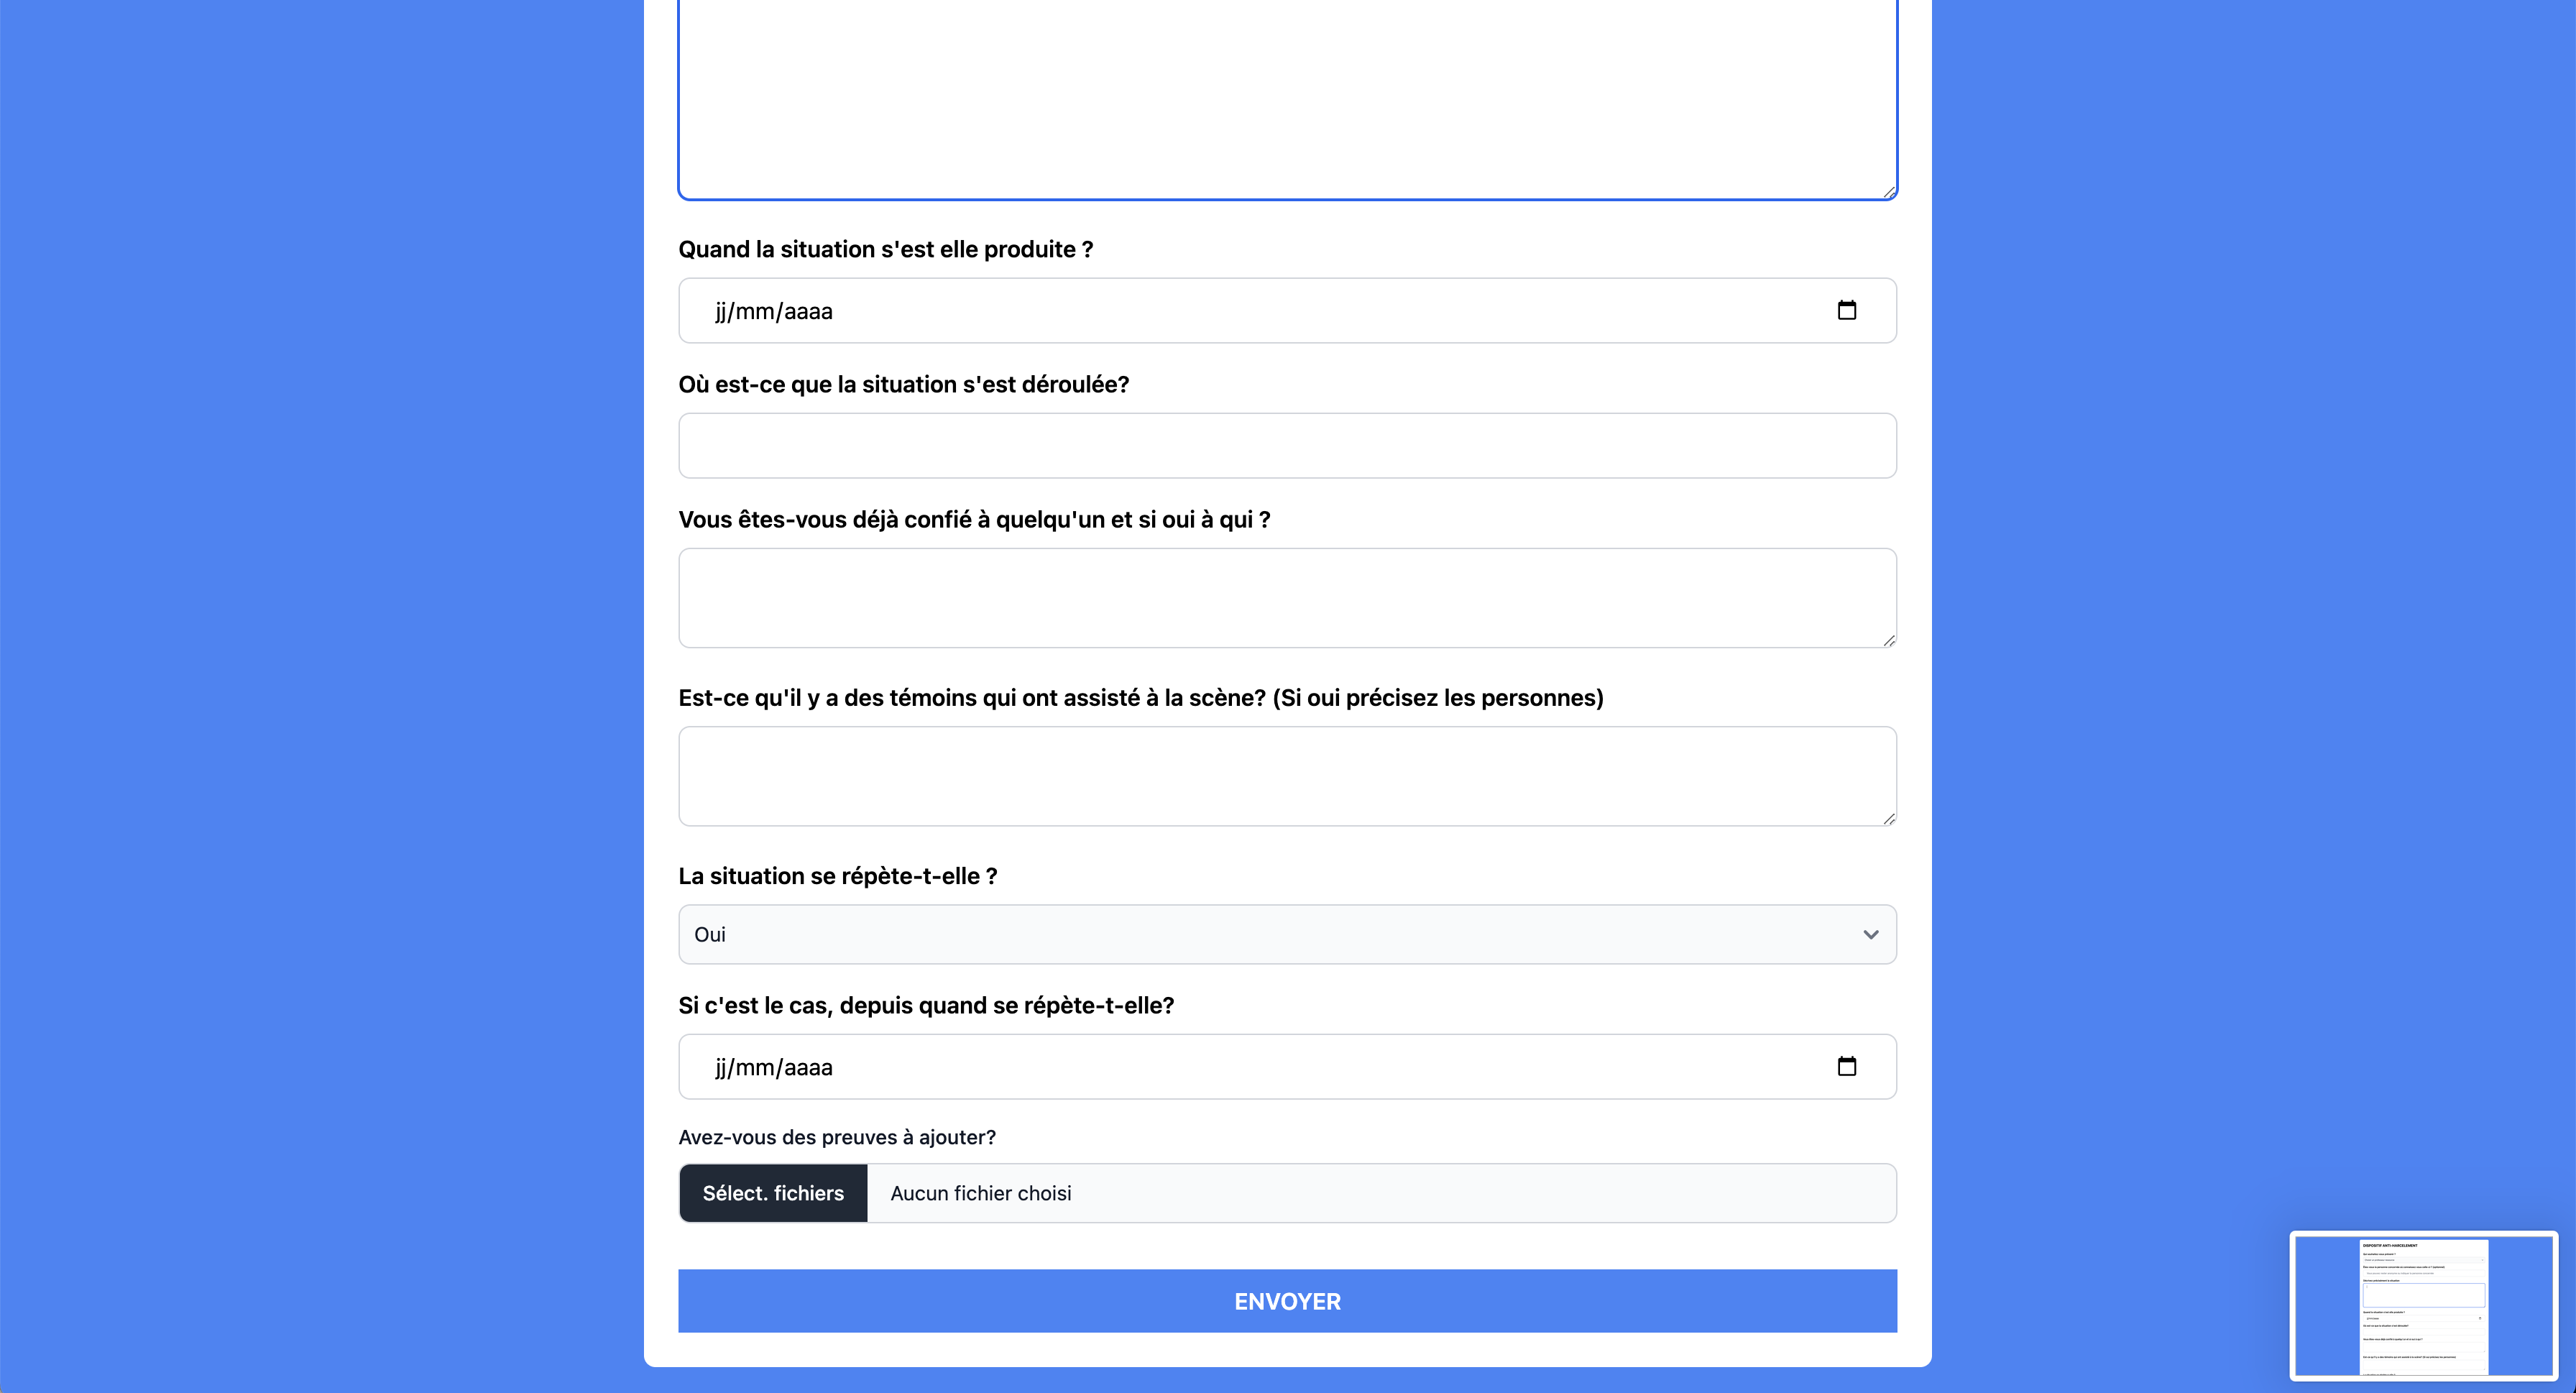 Quand la situation s'est elle produite ?
jj/mm/aaaa
Où est-ce que la situation s'est déroulée?
Vous êtes-vous déjà confié à quelqu'un et si oui à qui ?
Est-ce qu'il y a des témoins qui ont assisté à la scène? (Si oui précisez les personnes)
La situation se répète-t-elle ?
Oui
Si c'est le cas, depuis quand se répète-t-elle?
jj/mm/aaaa
Avez-vous des preuves à ajouter?
Sélect. fichiers Aucun fichier choisi
ENVOYER
DISPOSITIF ANTI-HARCELEMENT